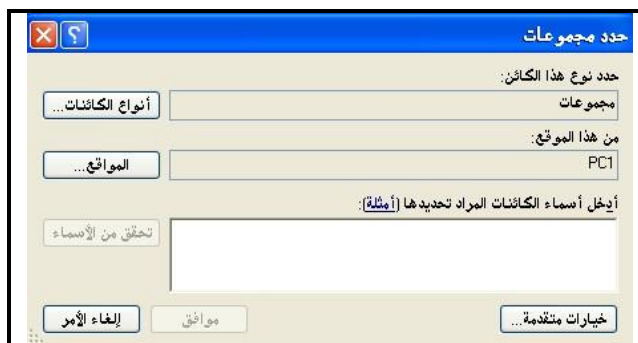 حدد مجموعات
حدد نوع هذا الكائن:
مجموعات
أنواع الكائنات...
من هذا الموقع:
PC1
المواقع...
أدخل أسماء الكائنات المراد تحديدها (أمثلة):
تحقق من الأسماء
خيارات متقدمة...
موافق
إلغاء الأمر